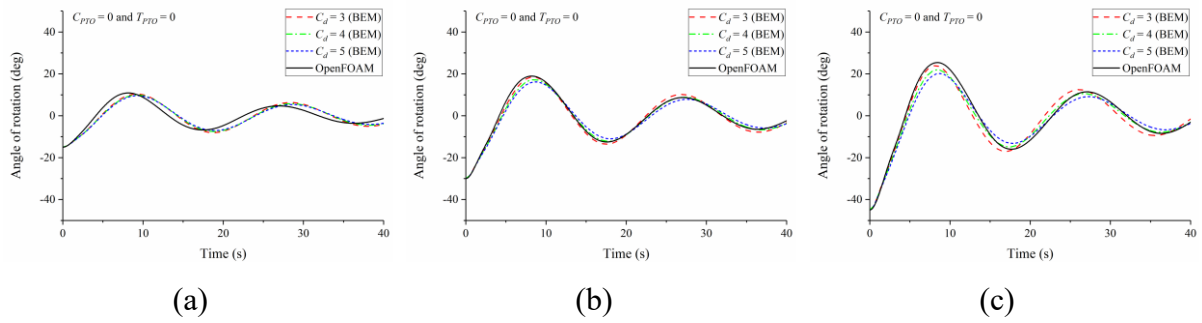 C_PTO = 0 and T_PTO = 0
C_d = 3 (BEM)
C_d = 4 (BEM)
C_d = 5 (BEM)
OpenFOAM
Angle of rotation (deg)
40
20
0
-20
-40
0 10 20 30 40
Time (s)
(a)
C_PTO = 0 and T_PTO = 0
C_d = 3 (BEM)
C_d = 4 (BEM)
C_d = 5 (BEM)
OpenFOAM
Angle of rotation (deg)
40
20
0
-20
-40
0 10 20 30 40
Time (s)
(b)
C_PTO = 0 and T_PTO = 0
C_d = 3 (BEM)
C_d = 4 (BEM)
C_d = 5 (BEM)
OpenFOAM
Angle of rotation (deg)
40
20
0
-20
-40
0 10 20 30 40
Time (s)
(c)